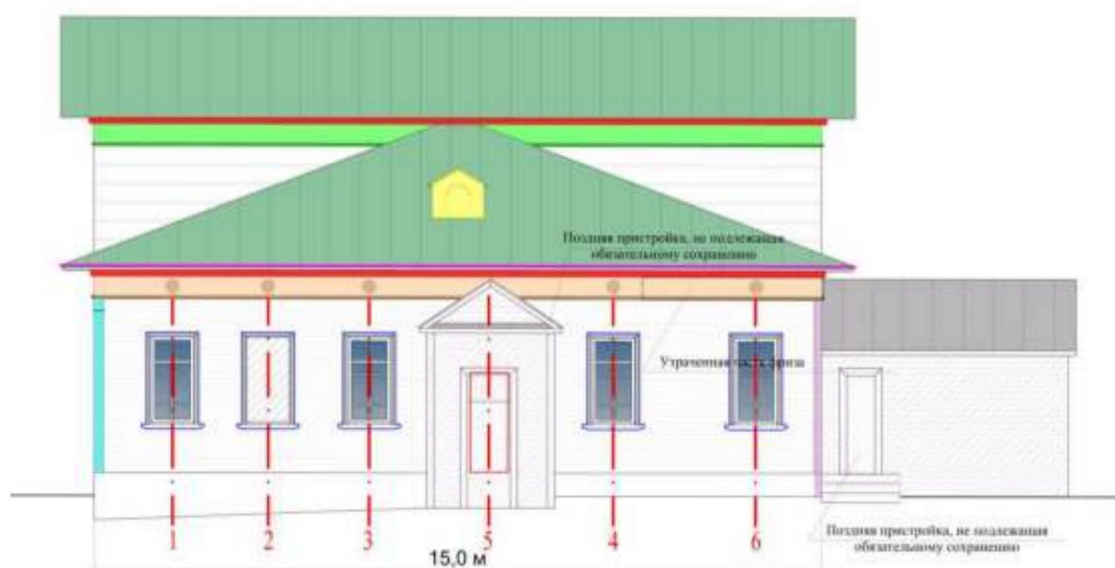 Поздняя пристройка, не подлежащая
обязательному сохранению
Утраченная часть фриза
1 2 3 5 4 6
15,0 м
Поздняя пристройка, не подлежащая
обязательному сохранению